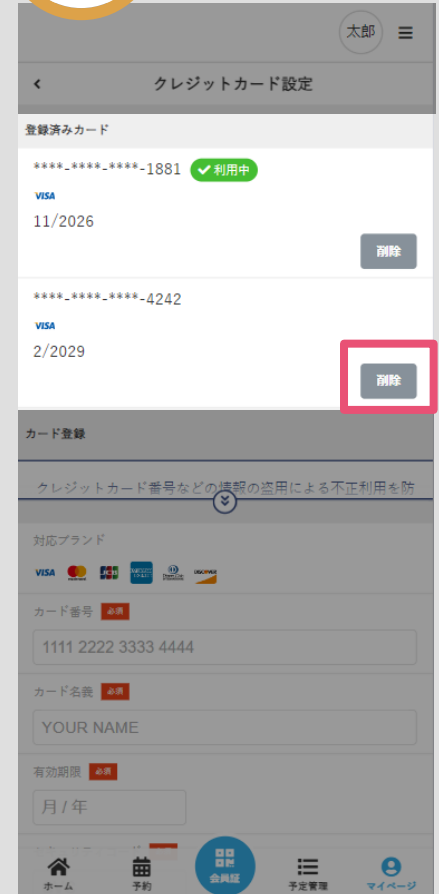 太郎
クレジットカード設定
登録済みカード
****-****-****-1881 利用中
VISA
11/2026
削除
****-****-****-4242
VISA
2/2029
削除
カード登録
クレジットカード番号などの情報の盗用による不正利用を防
対応ブランド
VISA JCB DISCOVER
カード番号 必須
1111 2222 3333 4444
カード名義 必須
YOUR NAME
有効期限 必須
月 / 年
ホーム 予約 会員証 予定管理 マイページ